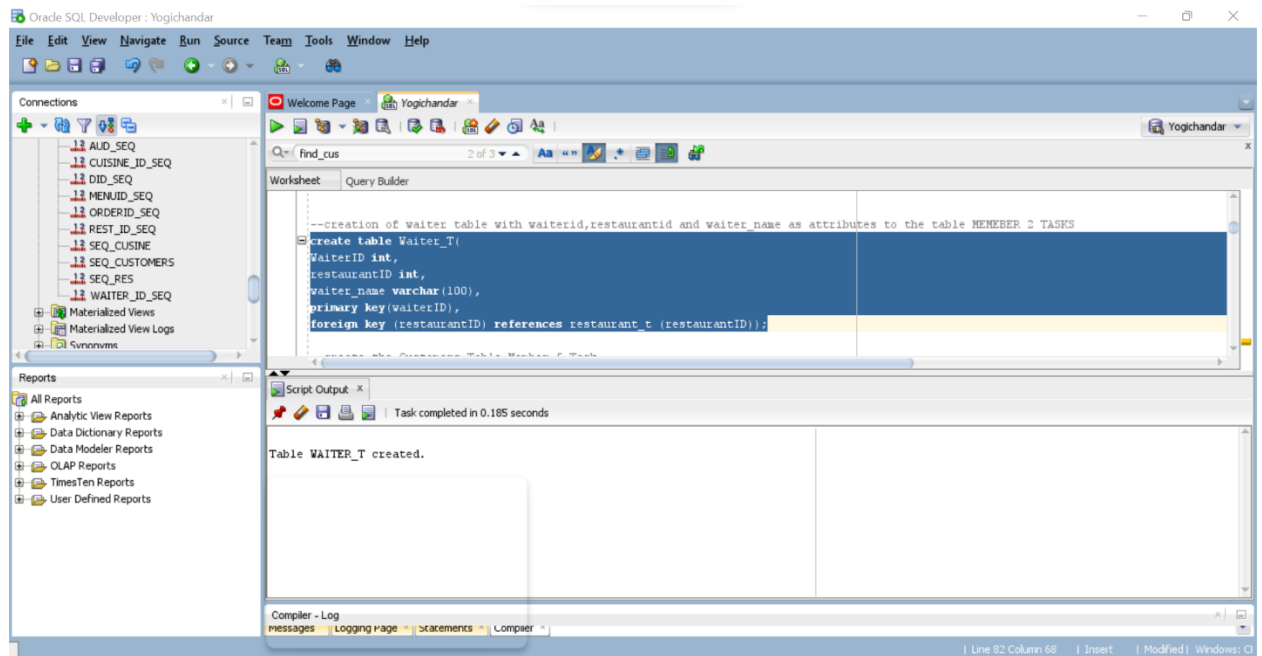 Oracle SQL Developer : Yogichandar
File Edit View Navigate Run Source Team Tools Window Help
Connections
AUD_SEQ
CUISINE_ID_SEQ
DID_SEQ
MENUID_SEQ
ORDERID_SEQ
REST_ID_SEQ
SEQ_CUSINE
SEQ_CUSTOMERS
SEQ_RES
WAITER_ID_SEQ
Materialized Views
Materialized View Logs
Synonyms
Reports
All Reports
Analytic View Reports
Data Dictionary Reports
Data Modeler Reports
OLAP Reports
TimesTen Reports
User Defined Reports
Welcome Page Yogichandar
Yogichandar
find_cus 2 of 3
Worksheet Query Builder
--creation of waiter table with waiterid,restaurantid and waiter_name as attributes to the table MEMEBER 2 TASKS
create table Waiter_T(
WaiterID int,
restaurantID int,
waiter_name varchar(100),
primary key(waiterID),
foreign key (restaurantID) references restaurant_t (restaurantID));
Script Output
Task completed in 0.185 seconds
Table WAITER_T created.
Compiler - Log
Messages Logging Page Statements Compiler
Line 82 Column 68 Insert Modified Windows: Cl